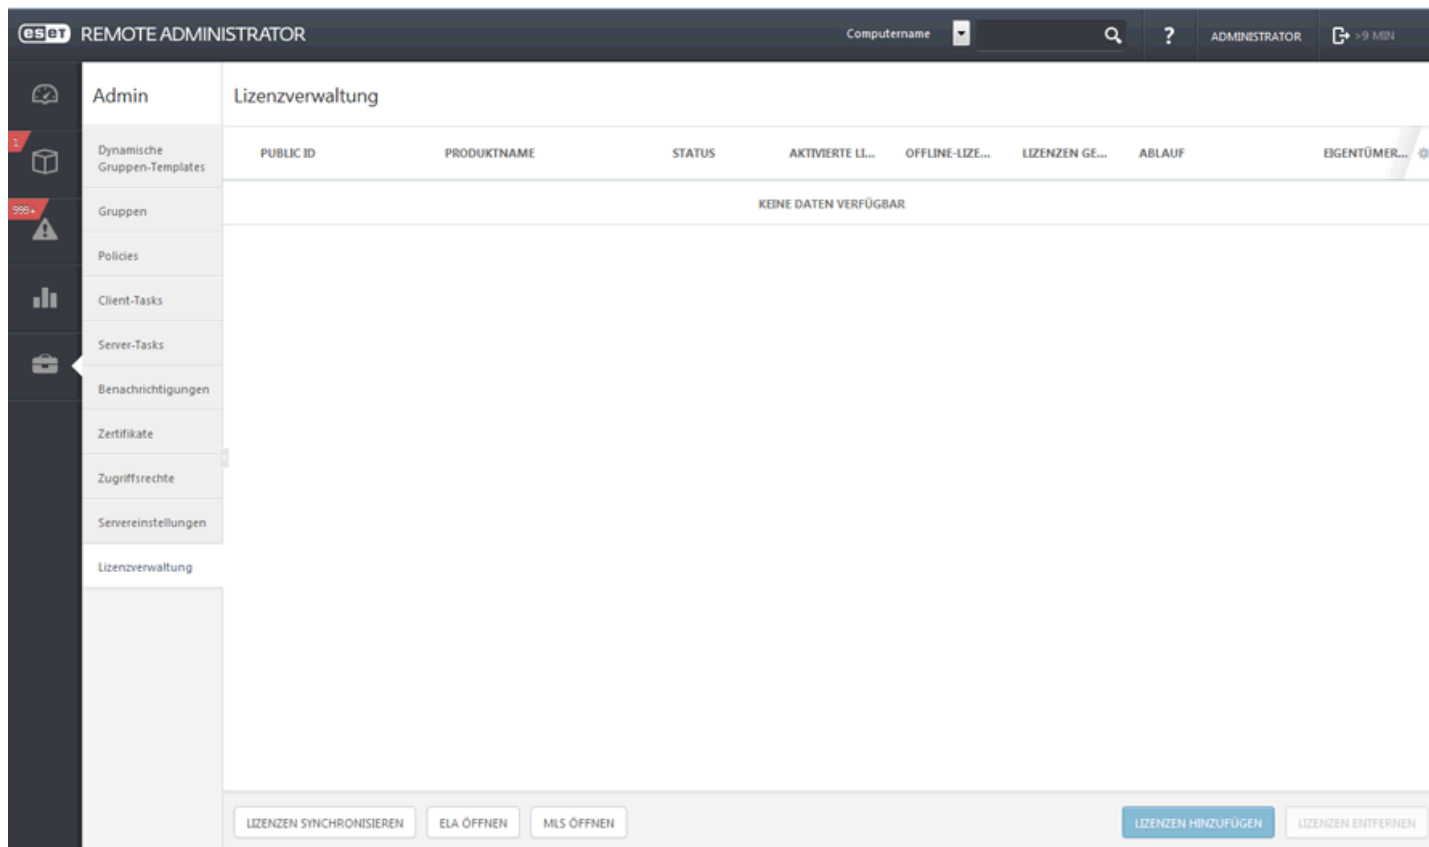 eset REMOTE ADMINISTRATOR
Computername
?
ADMINISTRATOR
>9 MIN
1
999+
Admin
Dynamische
Gruppen-Templates
Gruppen
Policies
Client-Tasks
Server-Tasks
Benachrichtigungen
Zertifikate
Zugriffsrechte
Servereinstellungen
Lizenzverwaltung
Lizenzverwaltung
PUBLIC ID PRODUKTNAME STATUS AKTIVIERTE LI... OFFLINE-LIZE... LIZENZEN GE... ABLAUF EIGENTÜMER...
KEINE DATEN VERFÜGBAR
LIZENZEN SYNCHRONISIEREN ELA ÖFFNEN MLS ÖFFNEN LIZENZEN HINZUFÜGEN LIZENZEN ENTFERNEN